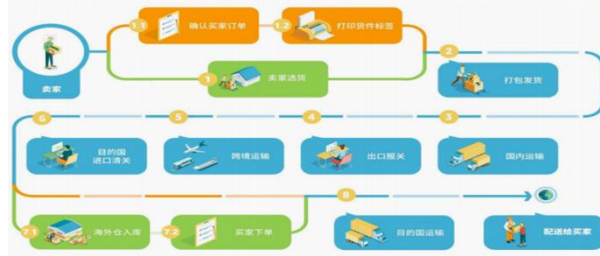 1.1
确认买家订单
1.2
打印货件标签
卖家
1
卖家选货
2
打包发货
6
5
4
3
目的国
进口清关
跨境运输
出口报关
国内运输
8
7.1
海外仓入库
7.2
买家下单
目的国运输
配送给买家